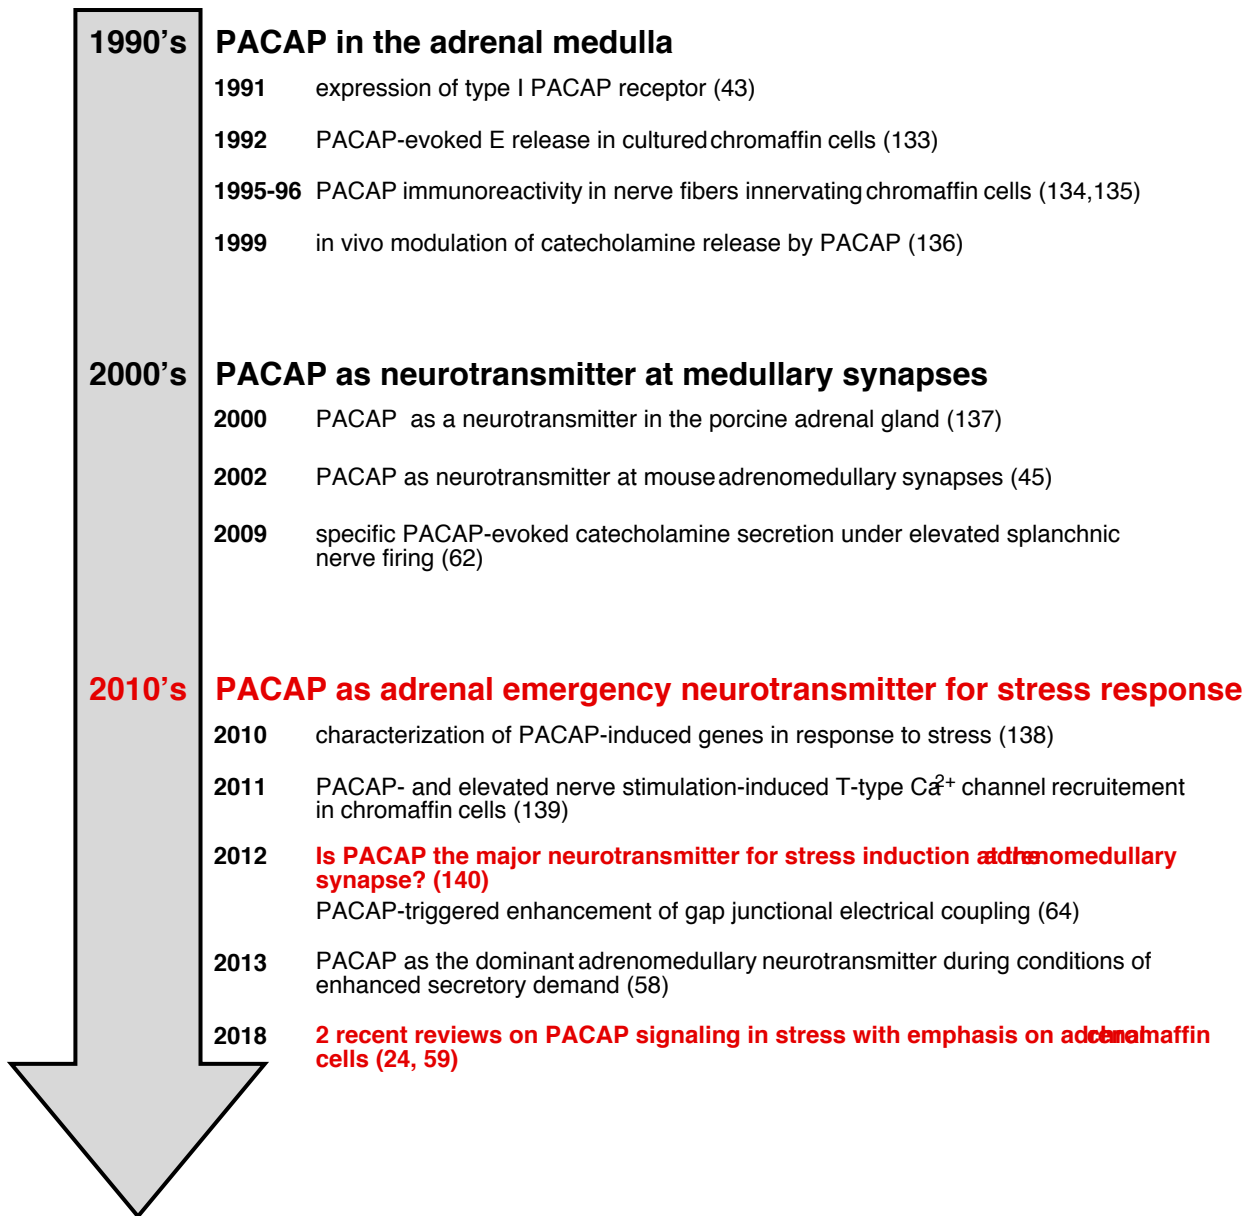 1990's PACAP in the adrenal medulla
1991 expression of type I PACAP receptor (43)
1992 PACAP-evoked E release in cultured chromaffin cells (133)
1995-96 PACAP immunoreactivity in nerve fibers innervating chromaffin cells (134,135)
1999 in vivo modulation of catecholamine release by PACAP (136)
2000's PACAP as neurotransmitter at medullary synapses
2000 PACAP as a neurotransmitter in the porcine adrenal gland (137)
2002 PACAP as neurotransmitter at mouse adrenomedullary synapses (45)
2009 specific PACAP-evoked catecholamine secretion under elevated splanchnic
nerve firing (62)
2010's PACAP as adrenal emergency neurotransmitter for stress response
2010 characterization of PACAP-induced genes in response to stress (138)
2011 PACAP- and elevated nerve stimulation-induced T-type Ca2+ channel recruitement
in chromaffin cells (139)
2012 Is PACAP the major neurotransmitter for stress induction at the adrenomedullary
synapse? (140)
PACAP-triggered enhancement of gap junctional electrical coupling (64)
2013 PACAP as the dominant adrenomedullary neurotransmitter during conditions of
enhanced secretory demand (58)
2018 2 recent reviews on PACAP signaling in stress with emphasis on adrenal chromaffin
cells (24, 59)